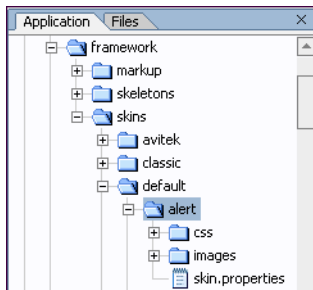 Application Files
framework
markup
skeletons
skins
avitek
classic
default
alert
css
images
skin.properties